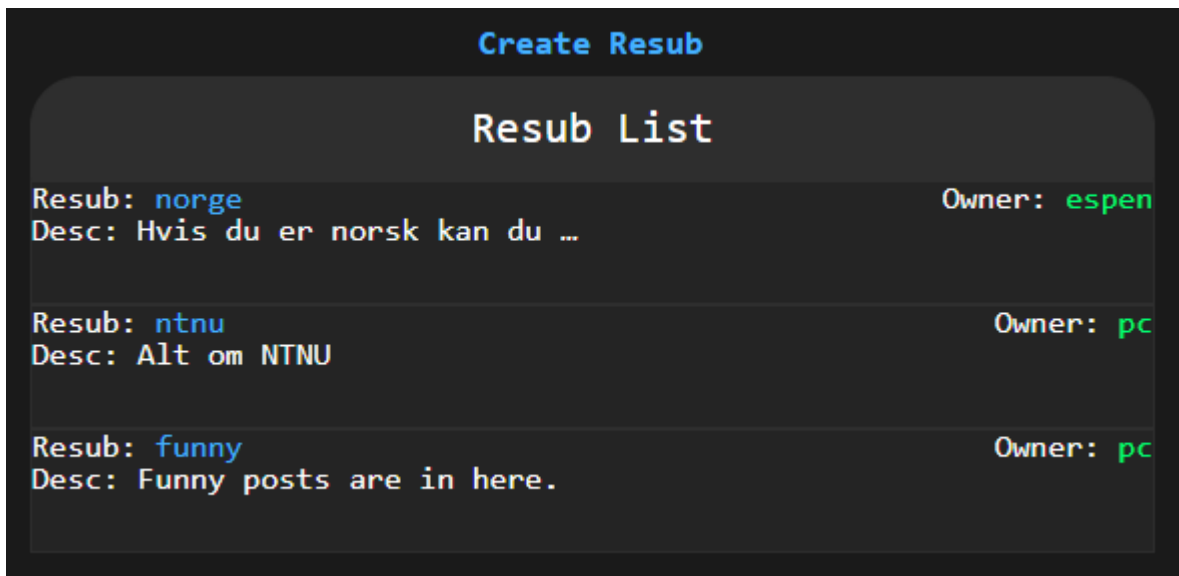 Create Resub
Resub List
Resub: norge Owner: espen
Desc: Hvis du er norsk kan du …
Resub: ntnu Owner: pc
Desc: Alt om NTNU
Resub: funny Owner: pc
Desc: Funny posts are in here.